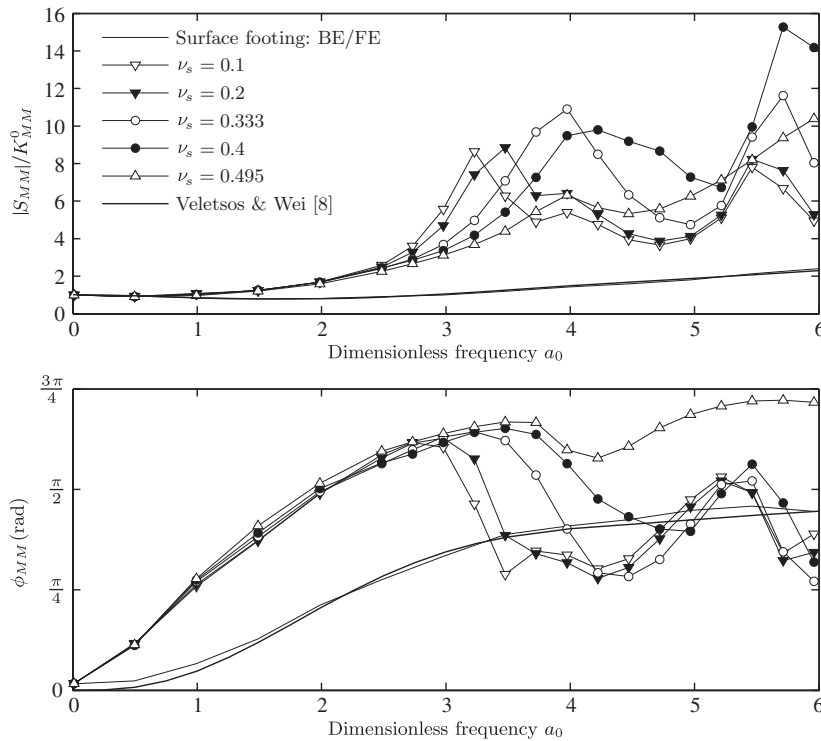 16
14
12
10
8
6
4
2
0
|S_MM|/K^0_MM
Surface footing: BE/FE
ν_s = 0.1
ν_s = 0.2
ν_s = 0.333
ν_s = 0.4
ν_s = 0.495
Veletsos & Wei [8]
0 1 2 3 4 5 6
Dimensionless frequency a_0
3π/4
π/2
π/4
0
φ_MM (rad)
0 1 2 3 4 5 6
Dimensionless frequency a_0